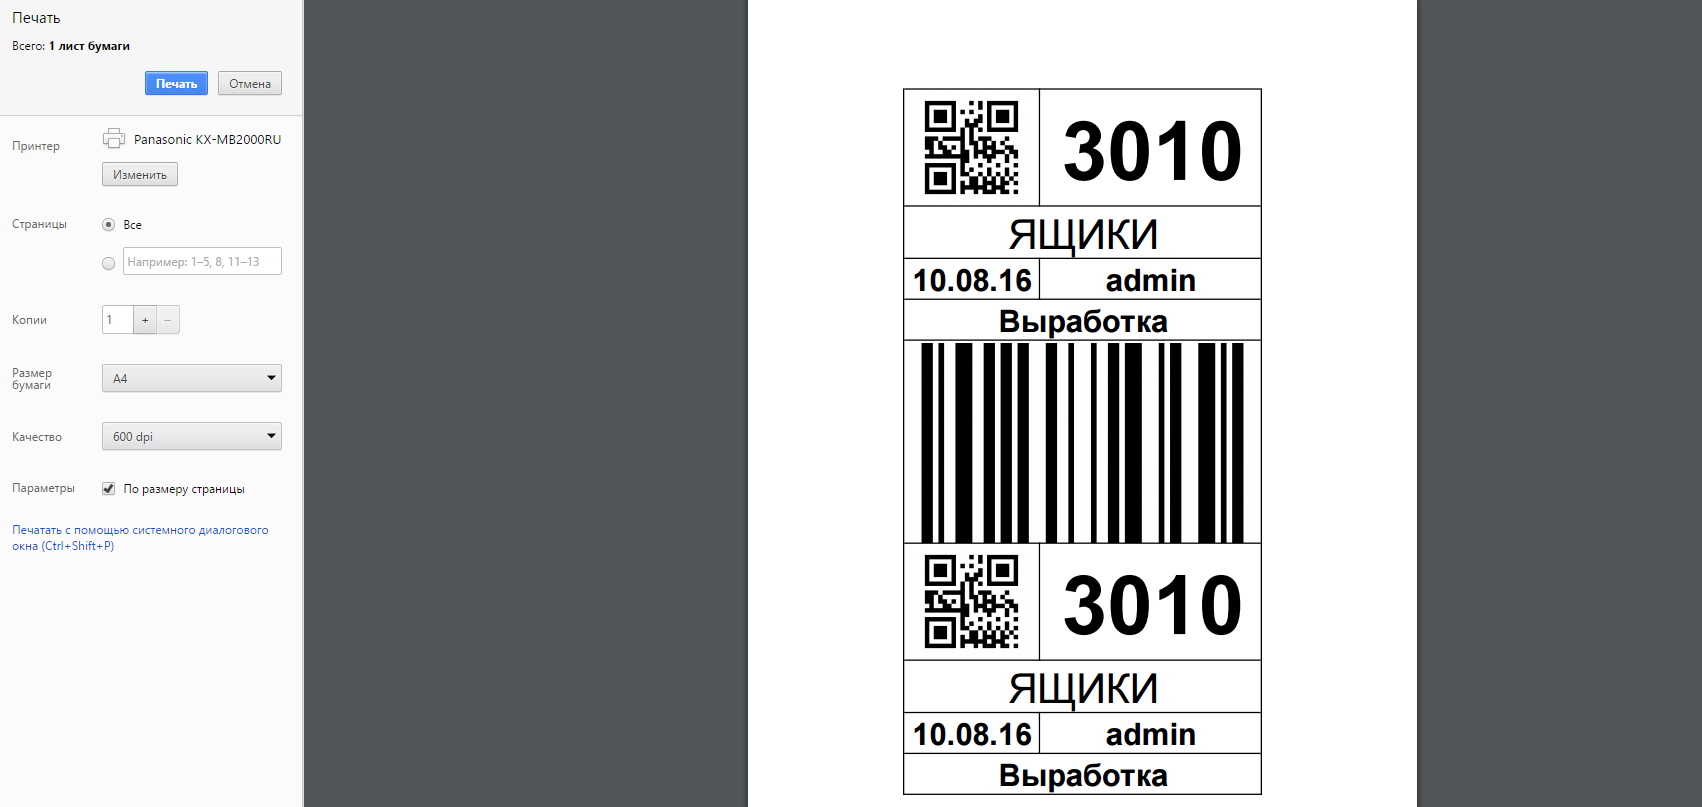 Печать
Всего: 1 лист бумаги
Печать Отмена
Принтер Panasonic KX-MB2000RU
Изменить
Страницы Все
Например: 1–5, 8, 11–13
Копии 1 + –
Размер бумаги A4
Качество 600 dpi
Параметры По размеру страницы
Печатать с помощью системного диалогового
окна (Ctrl+Shift+P)
3010
ЯЩИКИ
10.08.16 admin
Выработка
3010
ЯЩИКИ
10.08.16 admin
Выработка